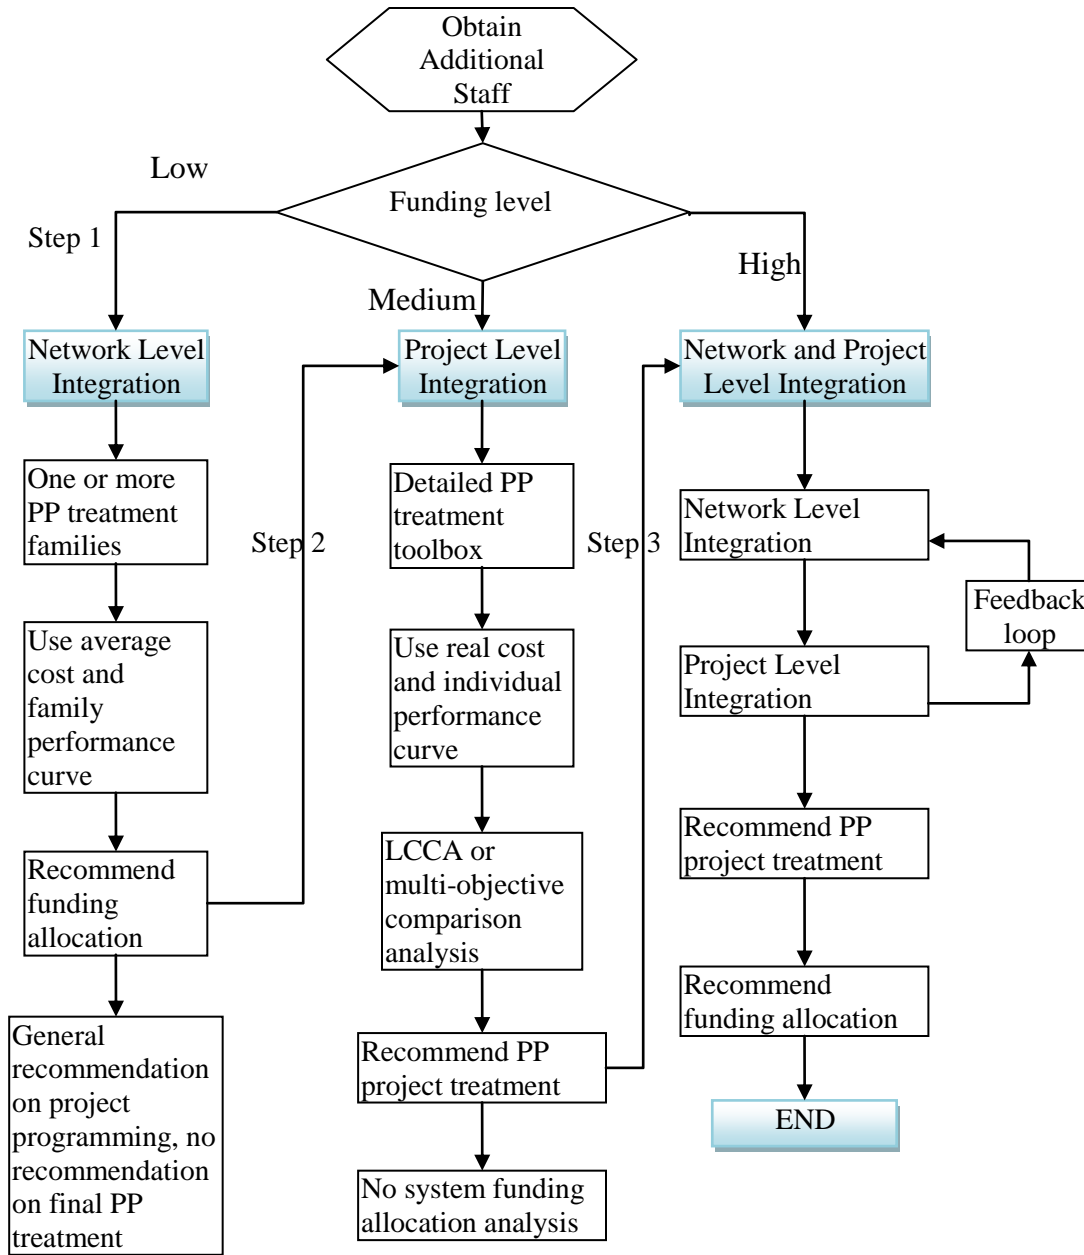 Obtain
Additional
Staff
Low
Funding level
Step 1
High
Medium
Network Level
Integration
Project Level
Integration
Network and Project
Level Integration
One or more
PP treatment
families
Detailed PP
treatment
toolbox
Network Level
Integration
Step 2
Step 3
Feedback
loop
Use average
cost and
family
performance
curve
Use real cost
and individual
performance
curve
Project Level
Integration
Recommend
funding
allocation
LCCA or
multi-objective
comparison
analysis
Recommend PP
project treatment
Recommend
funding allocation
General
recommendation
on project
programming, no
recommendation
on final PP
treatment
Recommend PP
project treatment
END
No system funding
allocation analysis